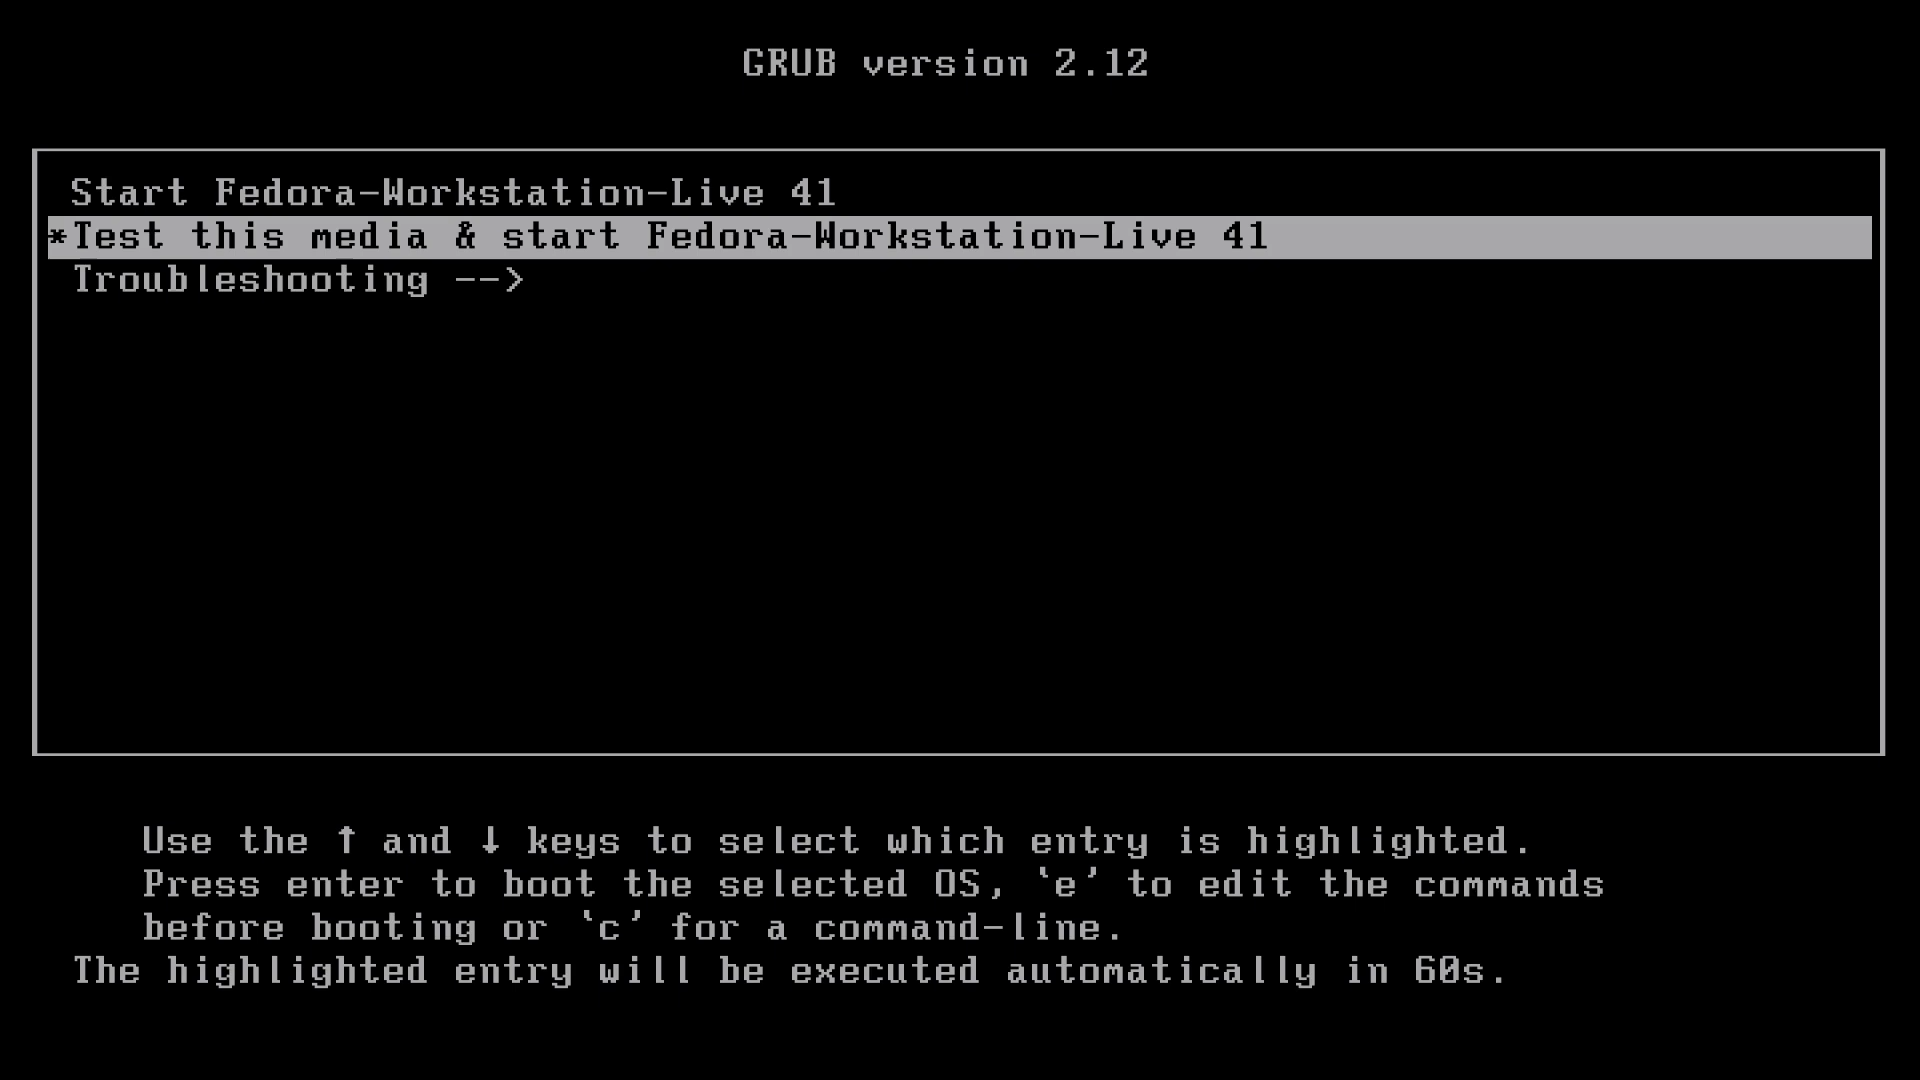 GRUB version 2.12
Start Fedora-Workstation-Live 41
*Test this media & start Fedora-Workstation-Live 41
Troubleshooting -->
Use the ↑ and ↓ keys to select which entry is highlighted.
Press enter to boot the selected OS, `e' to edit the commands
before booting or `c' for a command-line.
The highlighted entry will be executed automatically in 60s.